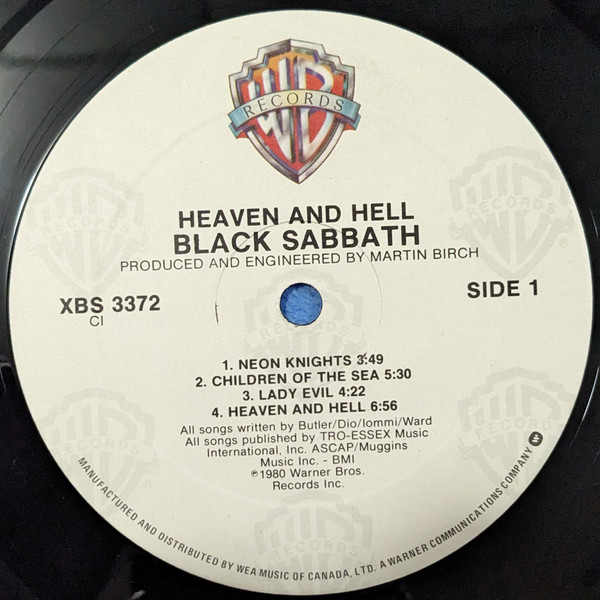 WB
RECORDS
HEAVEN AND HELL
BLACK SABBATH
PRODUCED AND ENGINEERED BY MARTIN BIRCH
XBS 3372
CI
SIDE 1
1. NEON KNIGHTS 3:49
2. CHILDREN OF THE SEA 5:30
3. LADY EVIL 4:22
4. HEAVEN AND HELL 6:56
All songs written by Butler/Dio/Iommi/Ward
All songs published by TRO-ESSEX Music
International, Inc. ASCAP/Muggins
Music Inc. - BMI
℗1980 Warner Bros.
Records Inc.
MANUFACTURED AND DISTRIBUTED BY WEA MUSIC OF CANADA, LTD. A WARNER COMMUNICATIONS COMPANY